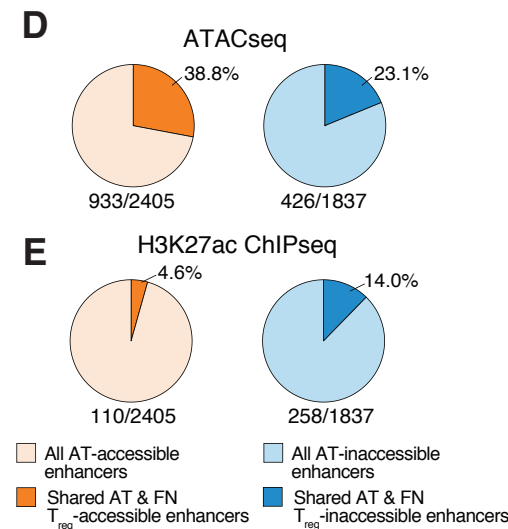 D
ATACseq
38.8%
23.1%
933/2405
426/1837
E
H3K27ac ChIPseq
4.6%
14.0%
110/2405
258/1837
All AT-accessible
enhancers
Shared AT & FN
Treg-accessible enhancers
All AT-inaccessible
enhancers
Shared AT & FN
Treg-inaccessible enhancers